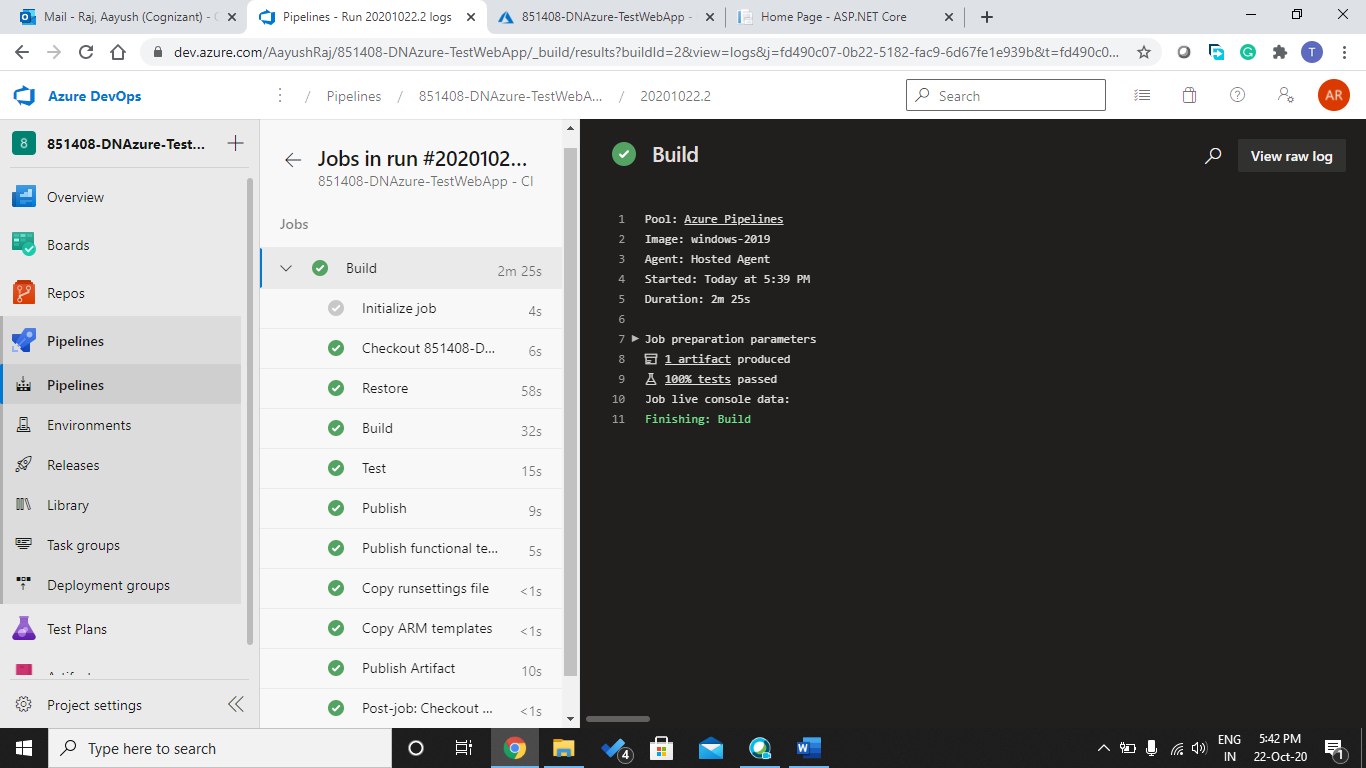 Mail - Raj, Aayush (Cognizant) -
Pipelines - Run 20201022.2 logs
851408-DNAzure-TestWebApp -
Home Page - ASP.NET Core
dev.azure.com/AayushRaj/851408-DNAzure-TestWebApp/_build/results?buildId=2&view=logs&j=fd490c07-0b22-5182-fac9-6d67fe1e939b&t=fd490c0...
T
Azure DevOps
/ Pipelines / 851408-DNAzure-TestWebA... / 20201022.2
Search
AR
8
851408-DNAzure-Test...
Overview
Boards
Repos
Pipelines
Pipelines
Environments
Releases
Library
Task groups
Deployment groups
Test Plans
Project settings
Jobs in run #2020102...
851408-DNAzure-TestWebApp - CI
Jobs
Build 2m 25s
Initialize job 4s
Checkout 851408-D... 6s
Restore 58s
Build 32s
Test 15s
Publish 9s
Publish functional te... 5s
Copy runsettings file <1s
Copy ARM templates <1s
Publish Artifact 10s
Post-job: Checkout ... <1s
Build
View raw log
1 Pool: Azure Pipelines
2 Image: windows-2019
3 Agent: Hosted Agent
4 Started: Today at 5:39 PM
5 Duration: 2m 25s
6
7 Job preparation parameters
8 1 artifact produced
9 100% tests passed
10 Job live console data:
11 Finishing: Build
Type here to search
4
ENG
IN
5:42 PM
22-Oct-20
1